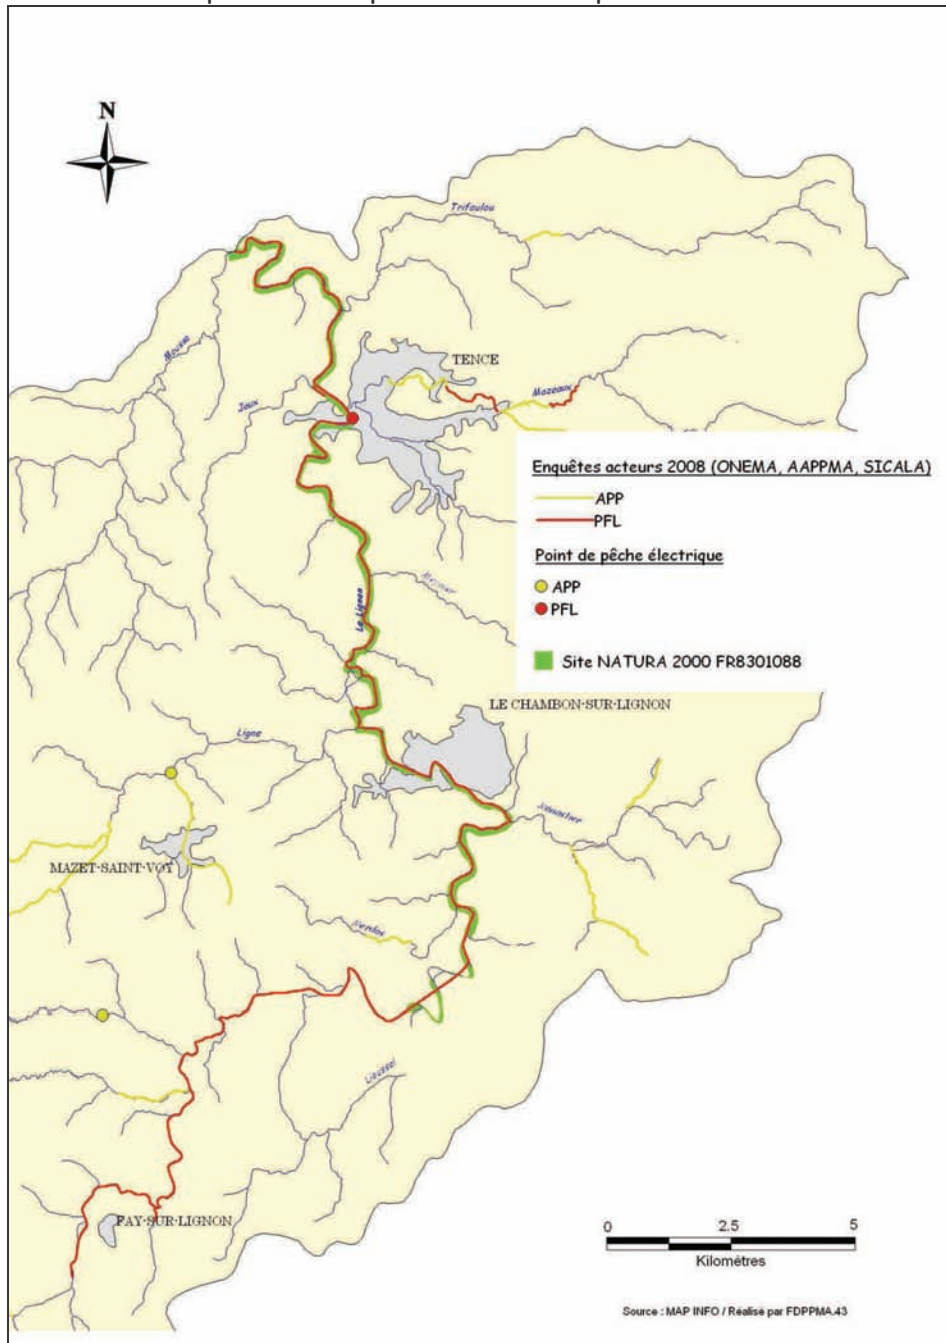 N
Trifoulou
Mousse
TENCE
Joux
Mazeaux
Enquêtes acteurs 2008 (ONEMA, AAPPMA, SICALA)
APP
PFL
Point de pêche électrique
APP
PFL
Site NATURA 2000 FR8301088
Le Lignon
LE CHAMBON-SUR-LIGNON
Ligne
MAZET-SAINT-VOY
Lioussel
FAY-SUR-LIGNON
0 2.5 5
Kilomètres
Source : MAP INFO / Réalisé par FDPPMA.43